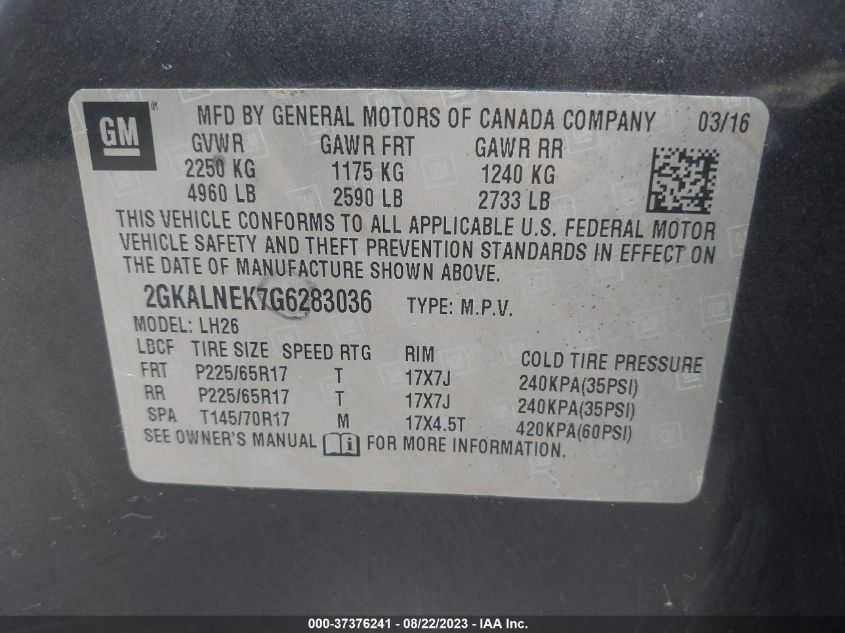 GM ® MFD BY GENERAL MOTORS OF CANADA COMPANY 03/16
GVWR GAWR FRT GAWR RR
2250 KG 1175 KG 1240 KG
4960 LB 2590 LB 2733 LB
THIS VEHICLE CONFORMS TO ALL APPLICABLE U.S. FEDERAL MOTOR
VEHICLE SAFETY AND THEFT PREVENTION STANDARDS IN EFFECT ON
THE DATE OF MANUFACTURE SHOWN ABOVE.
2GKALNEK7G6283036 TYPE: M.P.V.
MODEL: LH26
LBCF TIRE SIZE SPEED RTG RIM COLD TIRE PRESSURE
FRT P225/65R17 T 17X7J 240KPA(35PSI)
RR P225/65R17 T 17X7J 240KPA(35PSI)
SPA T145/70R17 M 17X4.5T 420KPA(60PSI)
SEE OWNER'S MANUAL i FOR MORE INFORMATION.
000-37376241 - 08/22/2023 - IAA Inc.